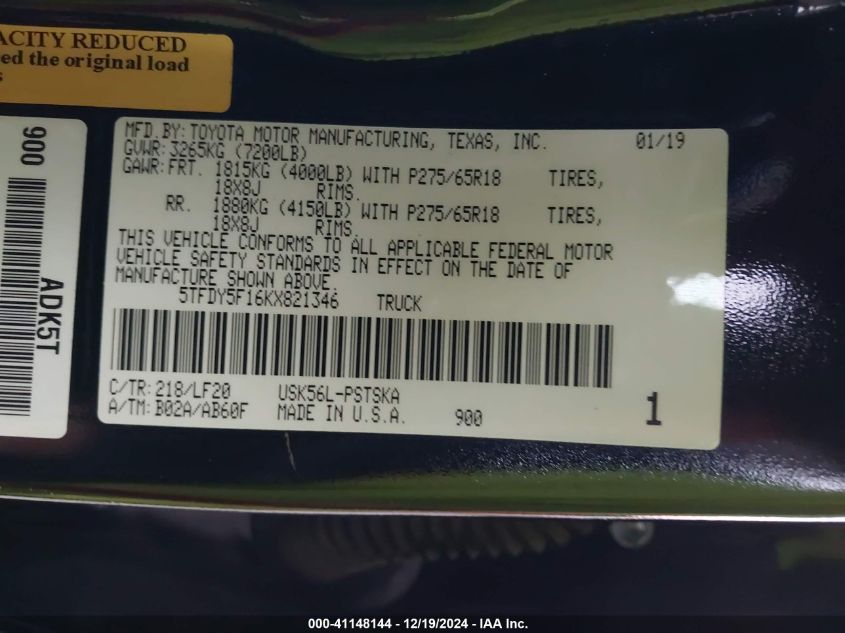 ACITY REDUCED
ed the original load
s
900
ADK5T
MFD.BY:TOYOTA MOTOR MANUFACTURING, TEXAS, INC. 01/19
GVWR:3265KG (7200LB)
GAWR:FRT. 1815KG (4000LB) WITH P275/65R18 TIRES,
18X8J RIMS.
RR. 1880KG (4150LB) WITH P275/65R18 TIRES,
18X8J RIMS.
THIS VEHICLE CONFORMS TO ALL APPLICABLE FEDERAL MOTOR
VEHICLE SAFETY STANDARDS IN EFFECT ON THE DATE OF
MANUFACTURE SHOWN ABOVE.
5TFDY5F16KX821346 TRUCK
C/TR:218/LF20 USK56L-PSTSKA
A/TM:B02A/AB60F MADE IN U.S.A. 900 1
000-41148144 - 12/19/2024 - IAA Inc.